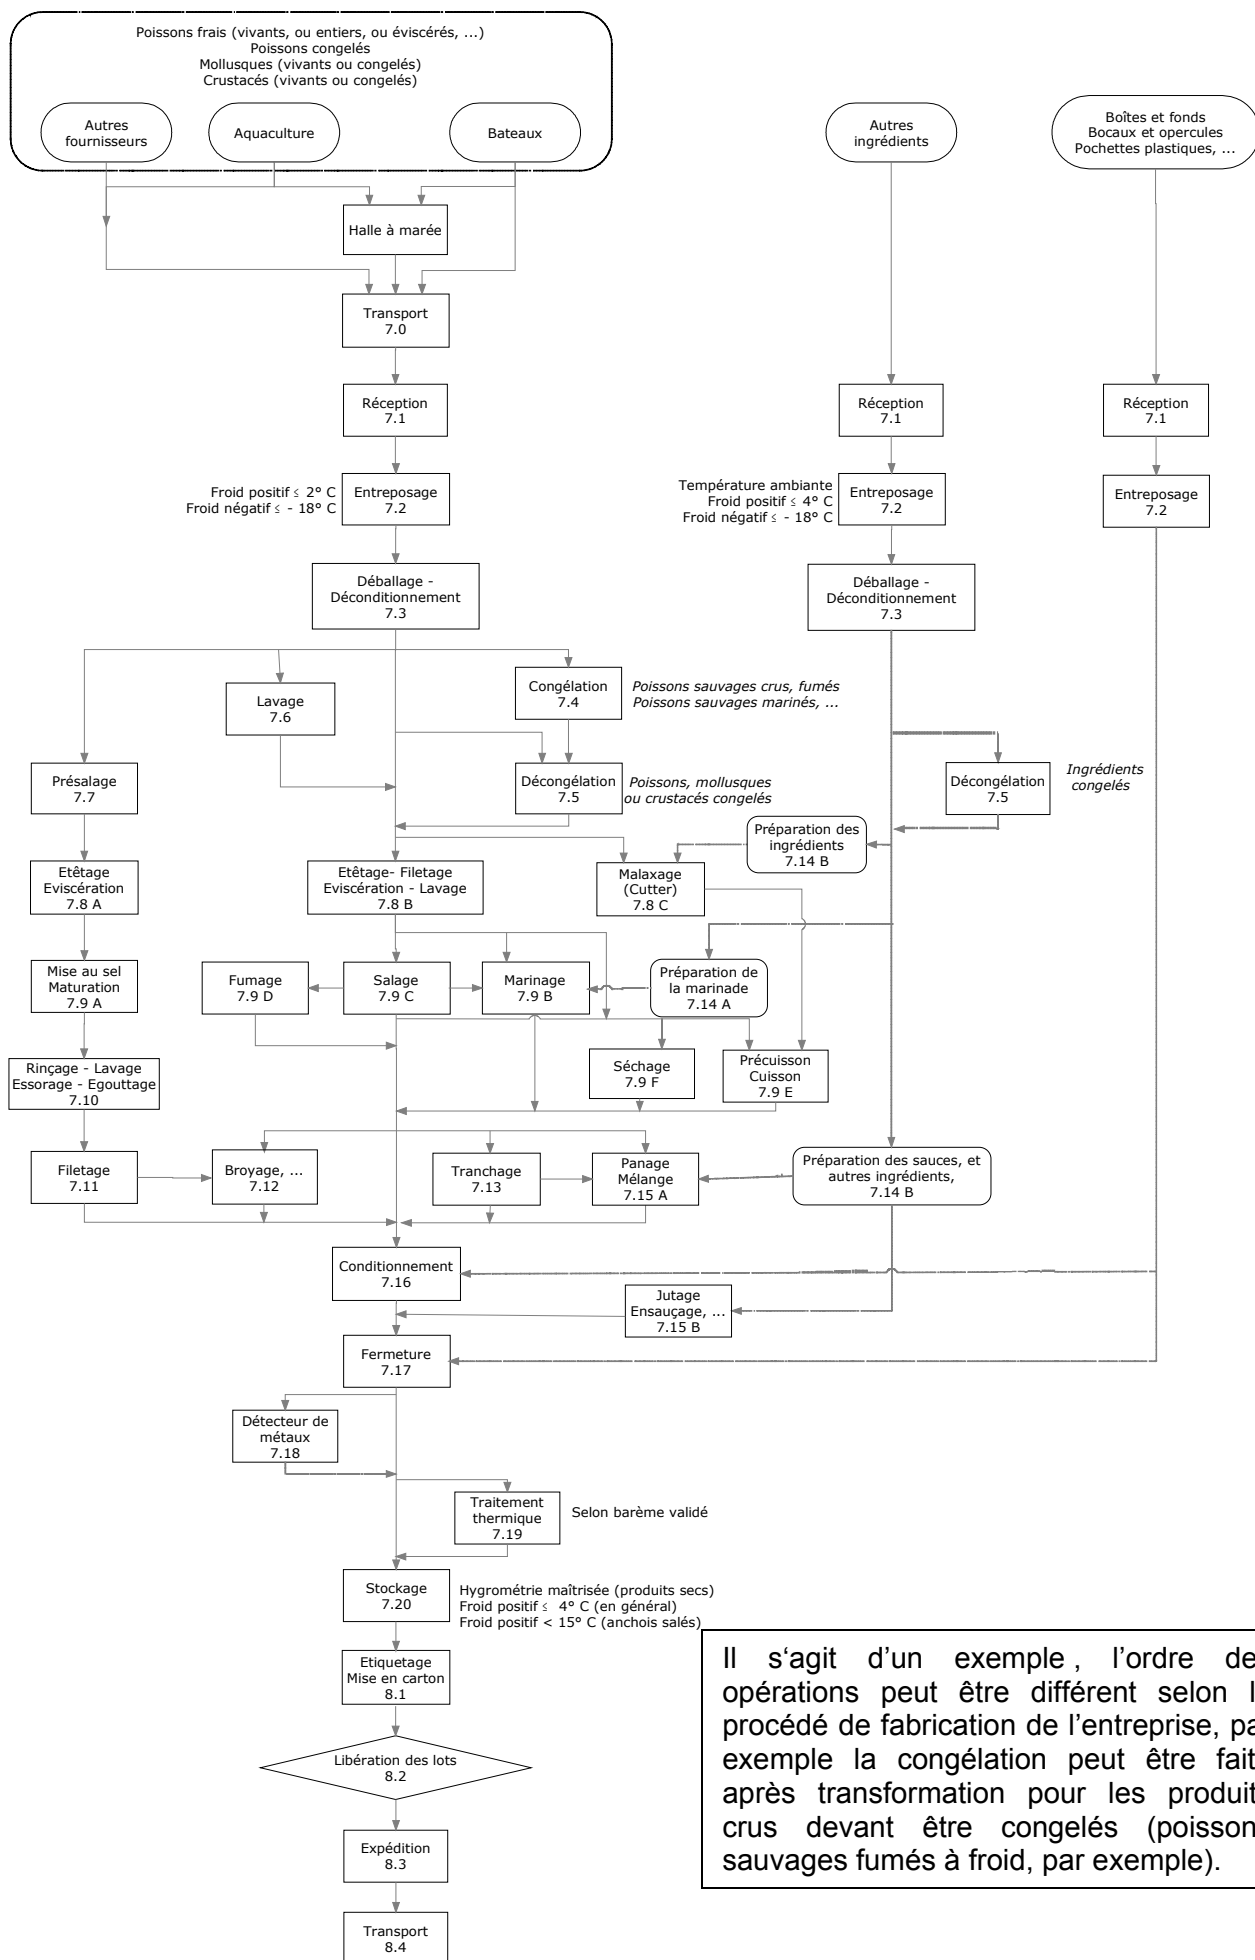 Poissons frais (vivants, ou entiers, ou éviscérés, ...)
Poissons congelés
Mollusques (vivants ou congelés)
Crustacés (vivants ou congelés)
Autres
fournisseurs
Aquaculture
Bateaux
Autres
ingrédients
Boîtes et fonds
Bocaux et opercules
Pochettes plastiques, ...
Halle à marée
Transport
7.0
Réception
7.1
Réception
7.1
Réception
7.1
Froid positif ≤ 2° C
Froid négatif ≤ - 18° C
Entreposage
7.2
Température ambiante
Froid positif ≤ 4° C
Froid négatif ≤ - 18° C
Entreposage
7.2
Entreposage
7.2
Déballage -
Déconditionnement
7.3
Déballage -
Déconditionnement
7.3
Lavage
7.6
Congélation
7.4
Poissons sauvages crus, fumés
Poissons sauvages marinés, ...
Présalage
7.7
Décongélation
7.5
Poissons, mollusques
ou crustacés congelés
Décongélation
7.5
Ingrédients
congelés
Préparation des
ingrédients
7.14 B
Etêtage
Eviscération
7.8 A
Etêtage- Filetage
Eviscération - Lavage
7.8 B
Malaxage
(Cutter)
7.8 C
Mise au sel
Maturation
7.9 A
Fumage
7.9 D
Salage
7.9 C
Marinage
7.9 B
Préparation de
la marinade
7.14 A
Rinçage - Lavage
Essorage - Egouttage
7.10
Séchage
7.9 F
Précuisson
Cuisson
7.9 E
Filetage
7.11
Broyage, ...
7.12
Tranchage
7.13
Panage
Mélange
7.15 A
Préparation des sauces, et
autres ingrédients,
7.14 B
Conditionnement
7.16
Jutage
Ensauçage, ...
7.15 B
Fermeture
7.17
Détecteur de
métaux
7.18
Traitement
thermique
7.19
Selon barème validé
Stockage
7.20
Hygrométrie maîtrisée (produits secs)
Froid positif ≤ 4° C (en général)
Froid positif < 15° C (anchois salés)
Etiquetage
Mise en carton
8.1
Libération des lots
8.2
Expédition
8.3
Transport
8.4
Il s‘agit d’un exemple , l’ordre de
opérations peut être différent selon l
procédé de fabrication de l’entreprise, pa
exemple la congélation peut être fait
après transformation pour les produit
crus devant être congelés (poisson
sauvages fumés à froid, par exemple).